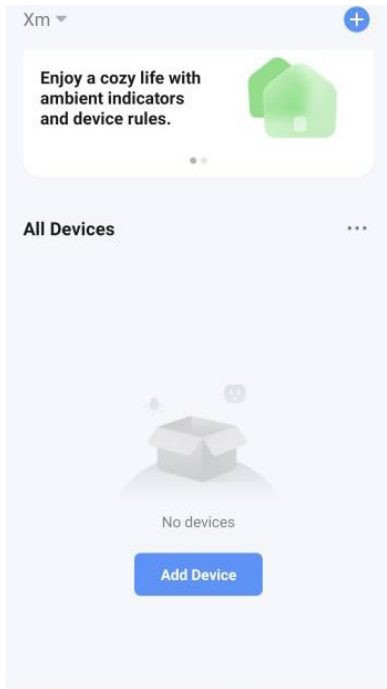 Xm
Enjoy a cozy life with
ambient indicators
and device rules.
All Devices
No devices
Add Device